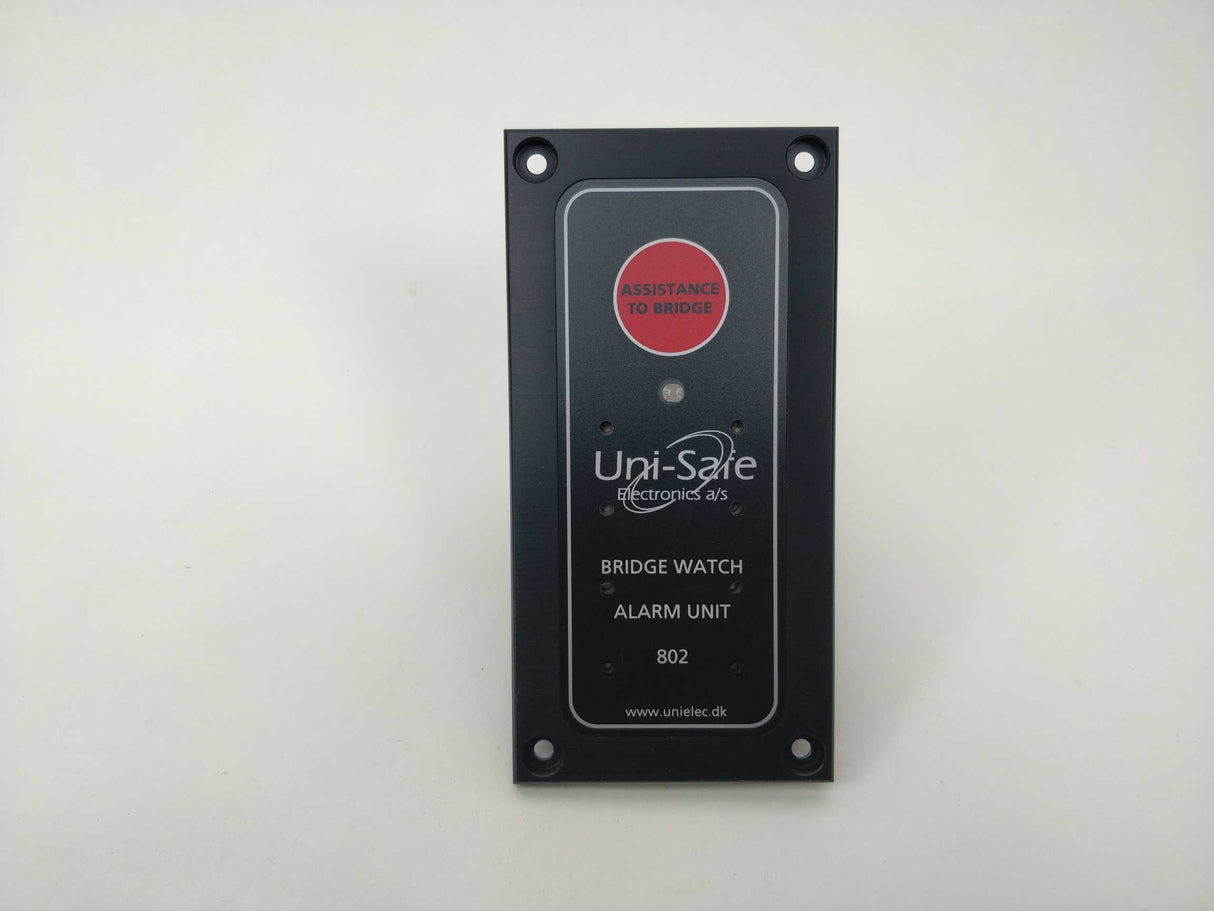 ASSISTANCE
TO BRIDGE
Uni-Safe
Electronics a/s
BRIDGE WATCH
ALARM UNIT
802
www.unielec.dk